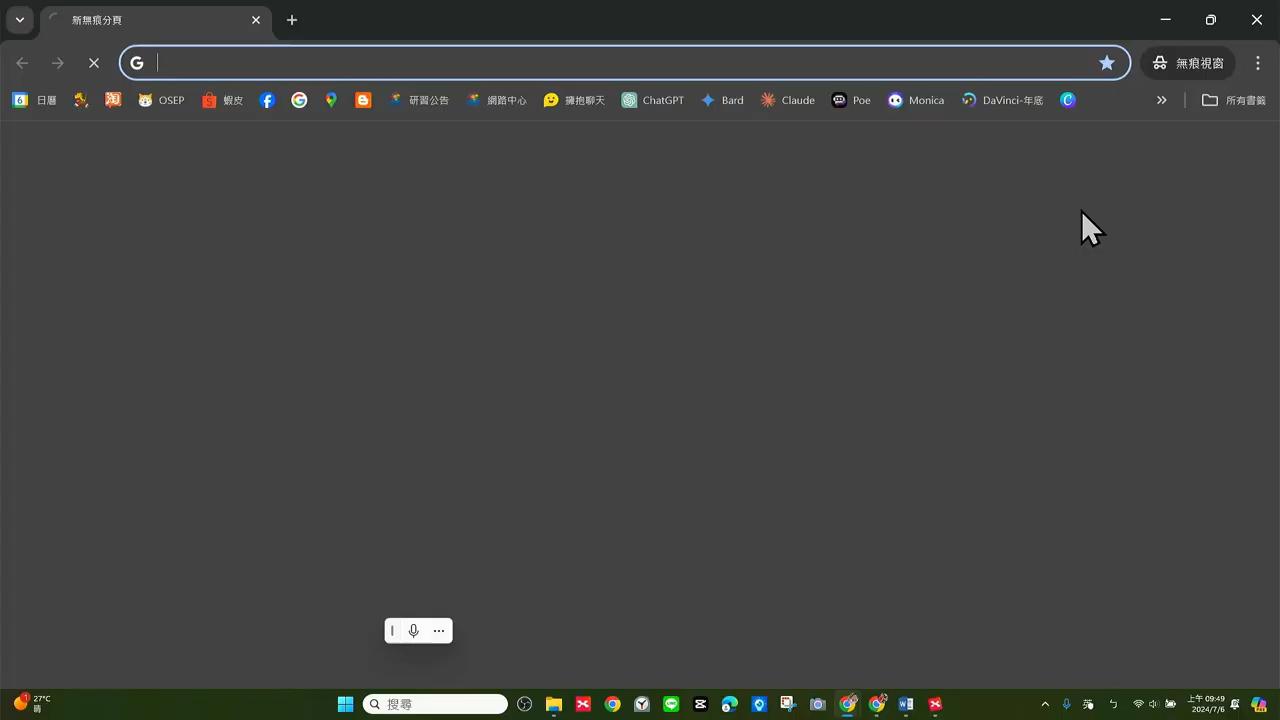 新無痕分頁
無痕視窗
日曆
OSEP
蝦皮
研習公告
網路中心
擁抱聊天
ChatGPT
Bard
Claude
Poe
Monica
DaVinci-年底
所有書籤
27°C
晴
搜尋
上午 09:49
2024/7/6